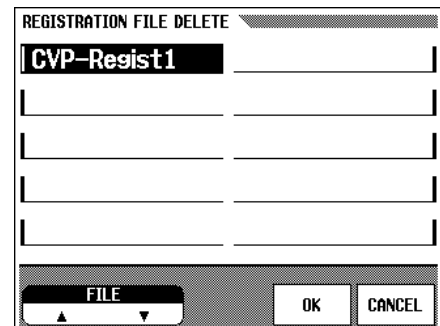 REGISTRATION FILE DELETE
CVP-Regist1
FILE
▲ ▼
OK
CANCEL